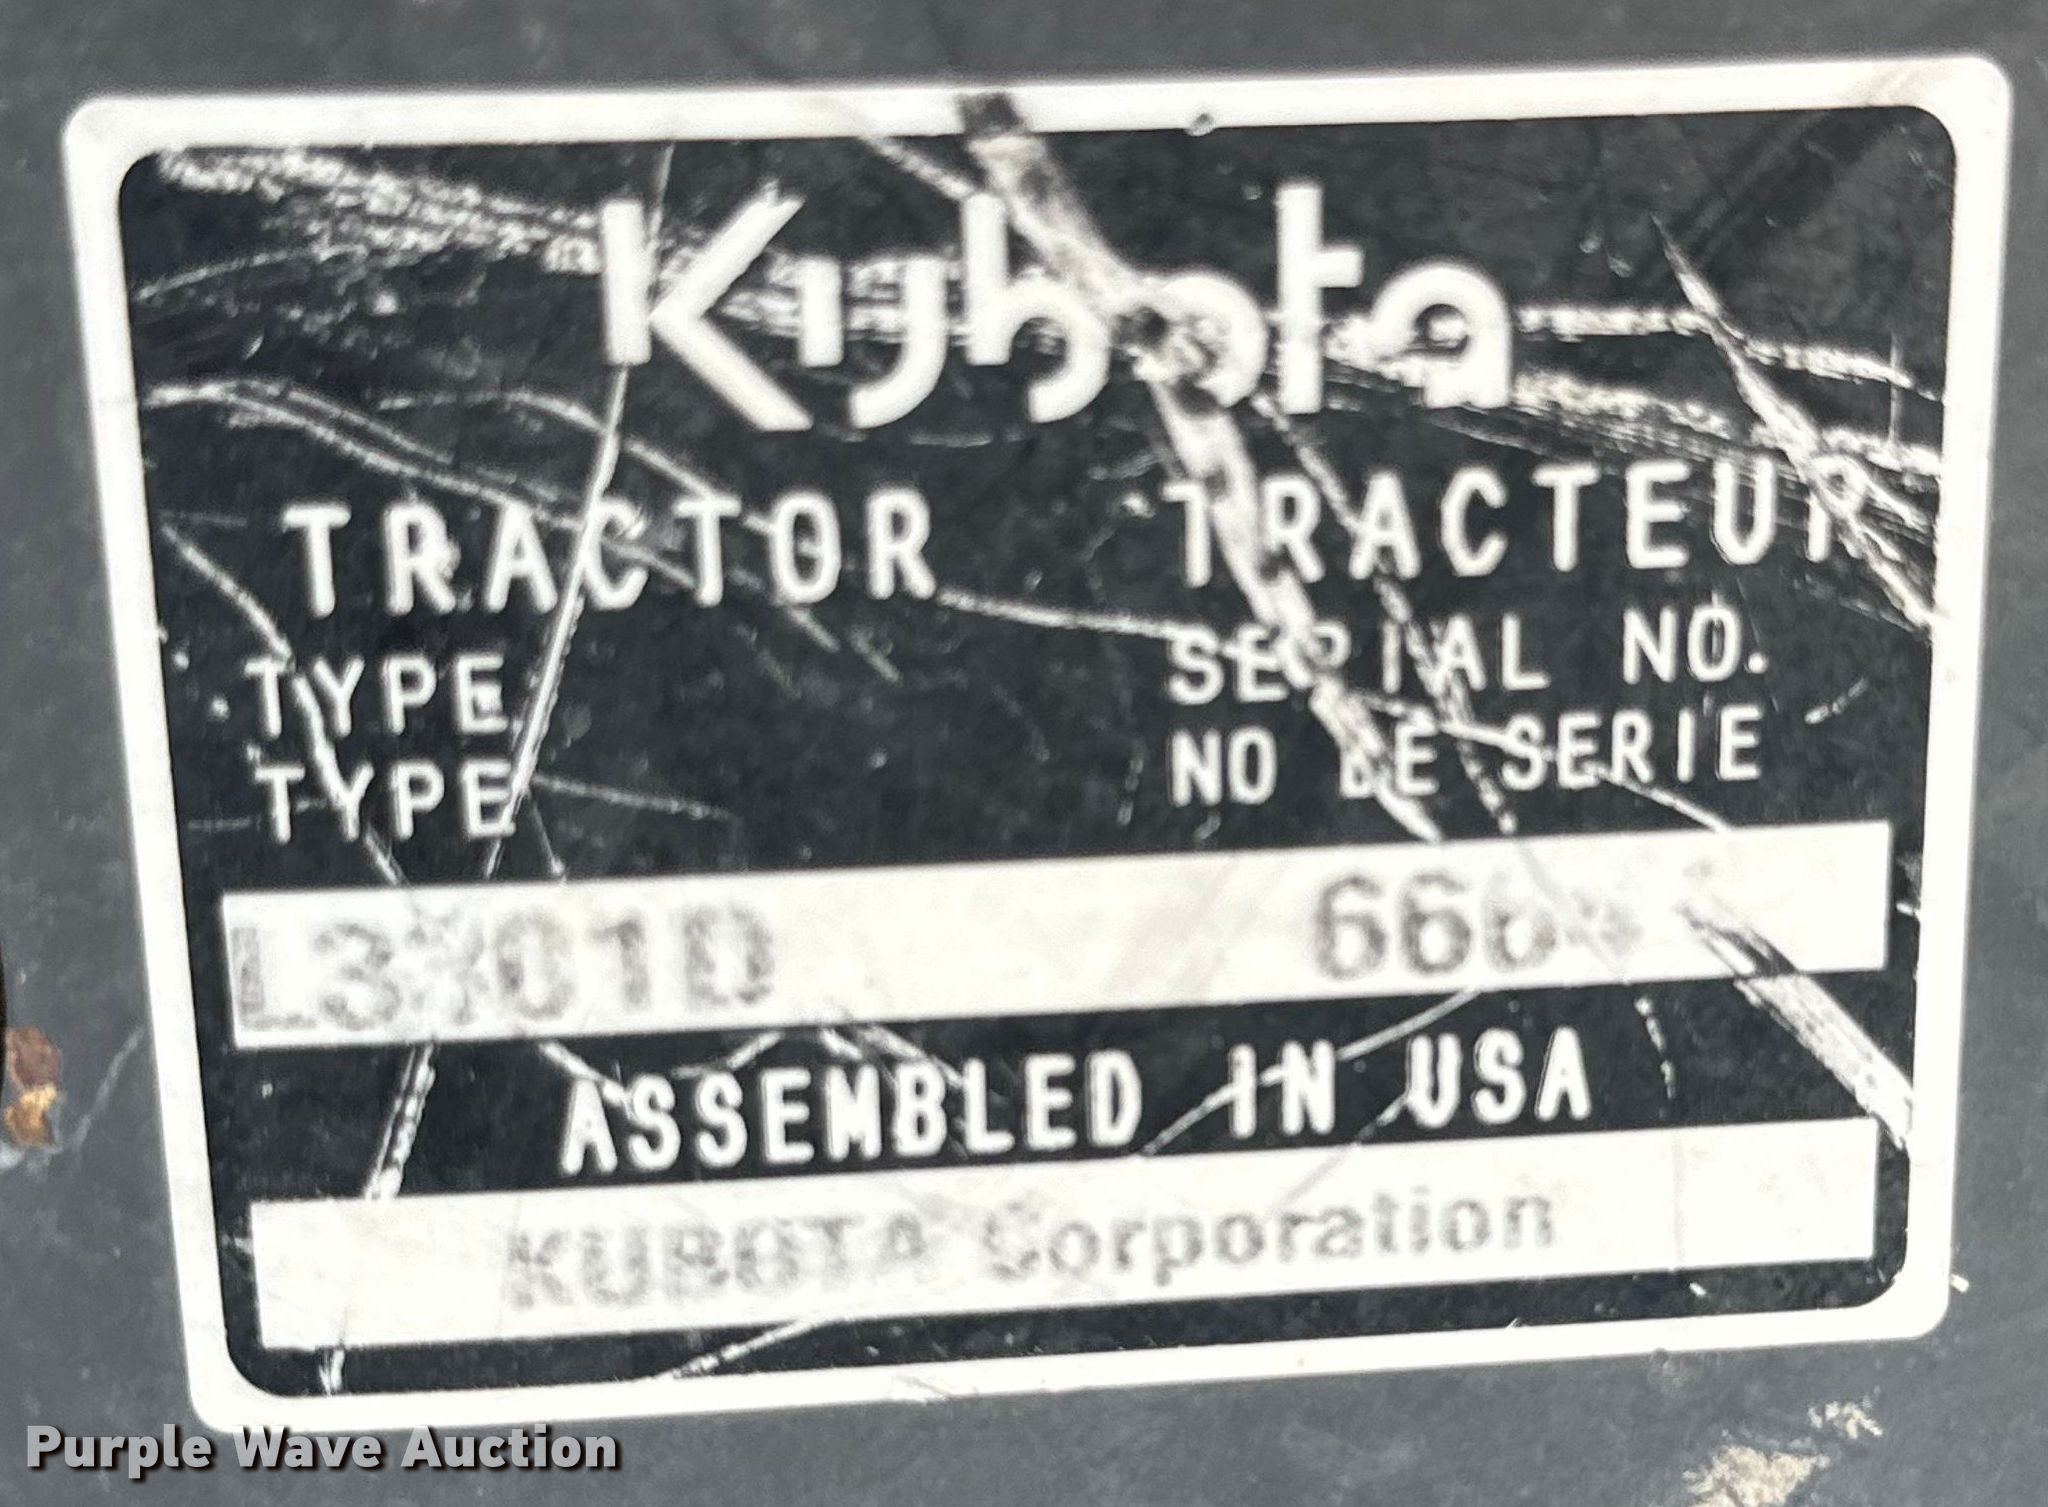 Kubota
TRACTOR TRACTEUR
TYPE SERIAL NO.
TYPE NO DE SERIE
ASSEMBLED IN USA
KUBOTA Corporation
Purple Wave Auction